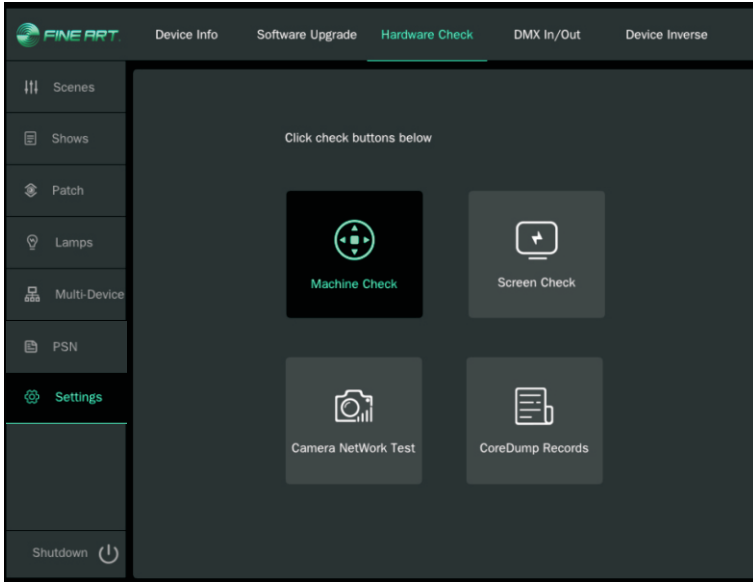 FINE ART.
Device Info
Software Upgrade
Hardware Check
DMX In/Out
Device Inverse
Scenes
Shows
Patch
Lamps
Multi-Device
PSN
Settings
Shutdown
Click check buttons below
Machine Check
Screen Check
Camera NetWork Test
CoreDump Records